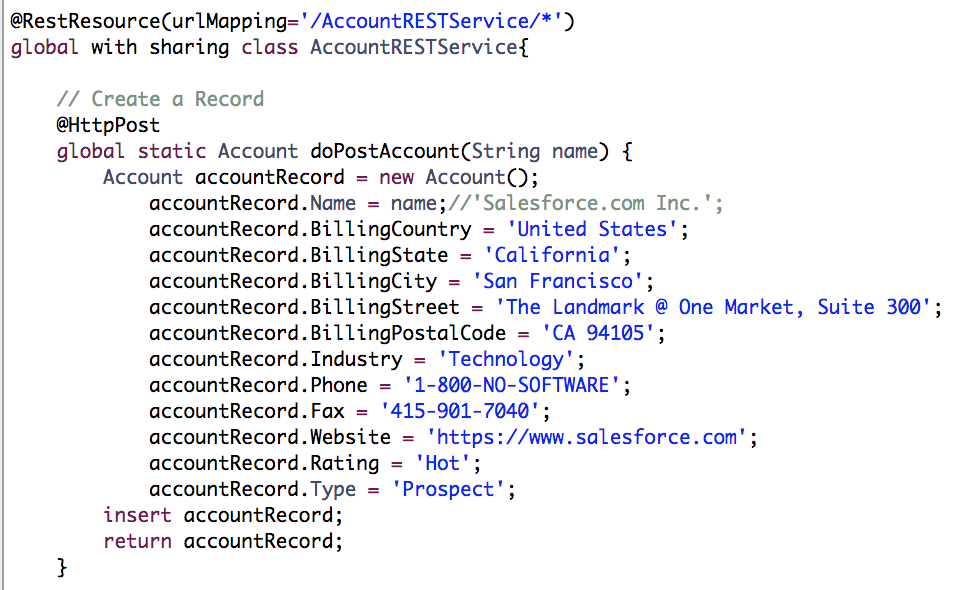 @RestResource(urlMapping='/AccountRESTService/*')
global with sharing class AccountRESTService{
// Create a Record
@HttpPost
global static Account doPostAccount(String name) {
Account accountRecord = new Account();
accountRecord.Name = name;//'Salesforce.com Inc.';
accountRecord.BillingCountry = 'United States';
accountRecord.BillingState = 'California';
accountRecord.BillingCity = 'San Francisco';
accountRecord.BillingStreet = 'The Landmark @ One Market, Suite 300';
accountRecord.BillingPostalCode = 'CA 94105';
accountRecord.Industry = 'Technology';
accountRecord.Phone = '1-800-NO-SOFTWARE';
accountRecord.Fax = '415-901-7040';
accountRecord.Website = 'https://www.salesforce.com';
accountRecord.Rating = 'Hot';
accountRecord.Type = 'Prospect';
insert accountRecord;
return accountRecord;
}